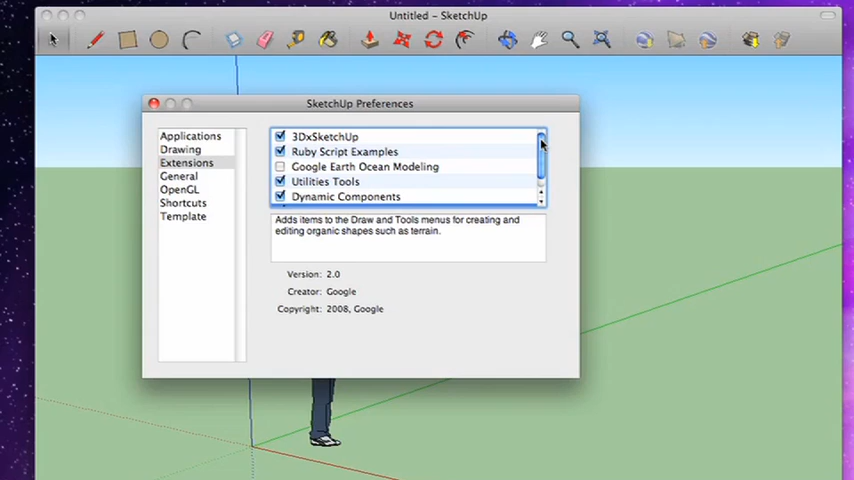 Untitled – SketchUp
SketchUp Preferences
Applications
Drawing
Extensions
General
OpenGL
Shortcuts
Template
3DxSketchUp
Ruby Script Examples
Google Earth Ocean Modeling
Utilities Tools
Dynamic Components
Adds items to the Draw and Tools menus for creating and
editing organic shapes such as terrain.
Version: 2.0
Creator: Google
Copyright: 2008, Google